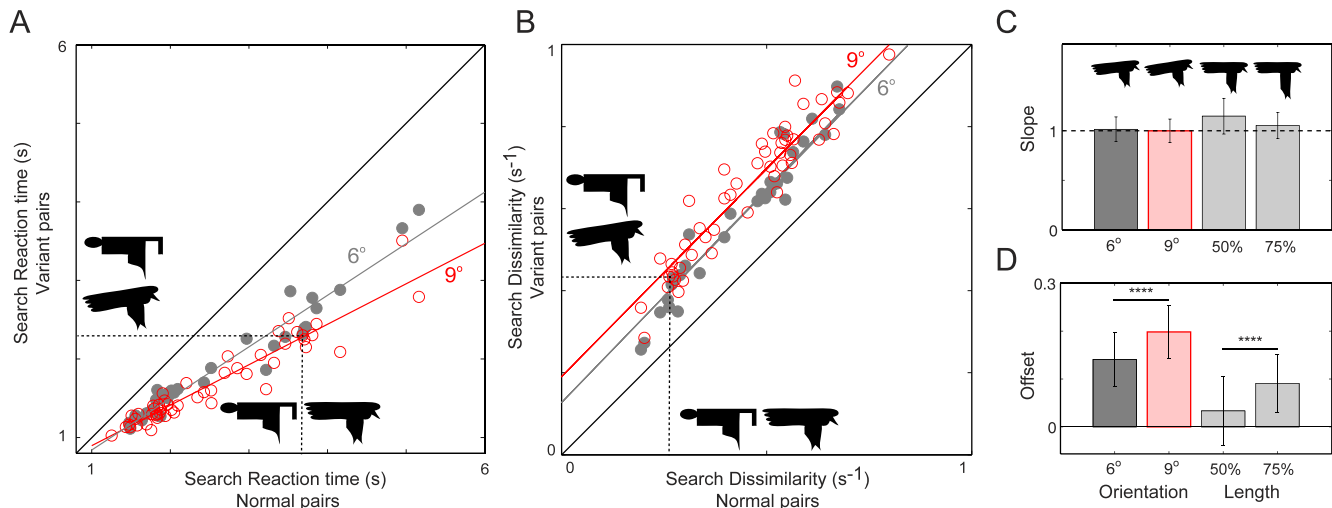 A
6
Search Reaction time (s)
Variant pairs
6°
9°
1
1
6
Search Reaction time (s)
Normal pairs
B
1
9°
6°
Search Dissimilarity (s-1)
Variant pairs
0
0
1
Search Dissimilarity (s-1)
Normal pairs
C
Slope
1
0
6° 9° 50% 75%
D
0.3
**** ****
Offset
0
6° 9° 50% 75%
Orientation Length